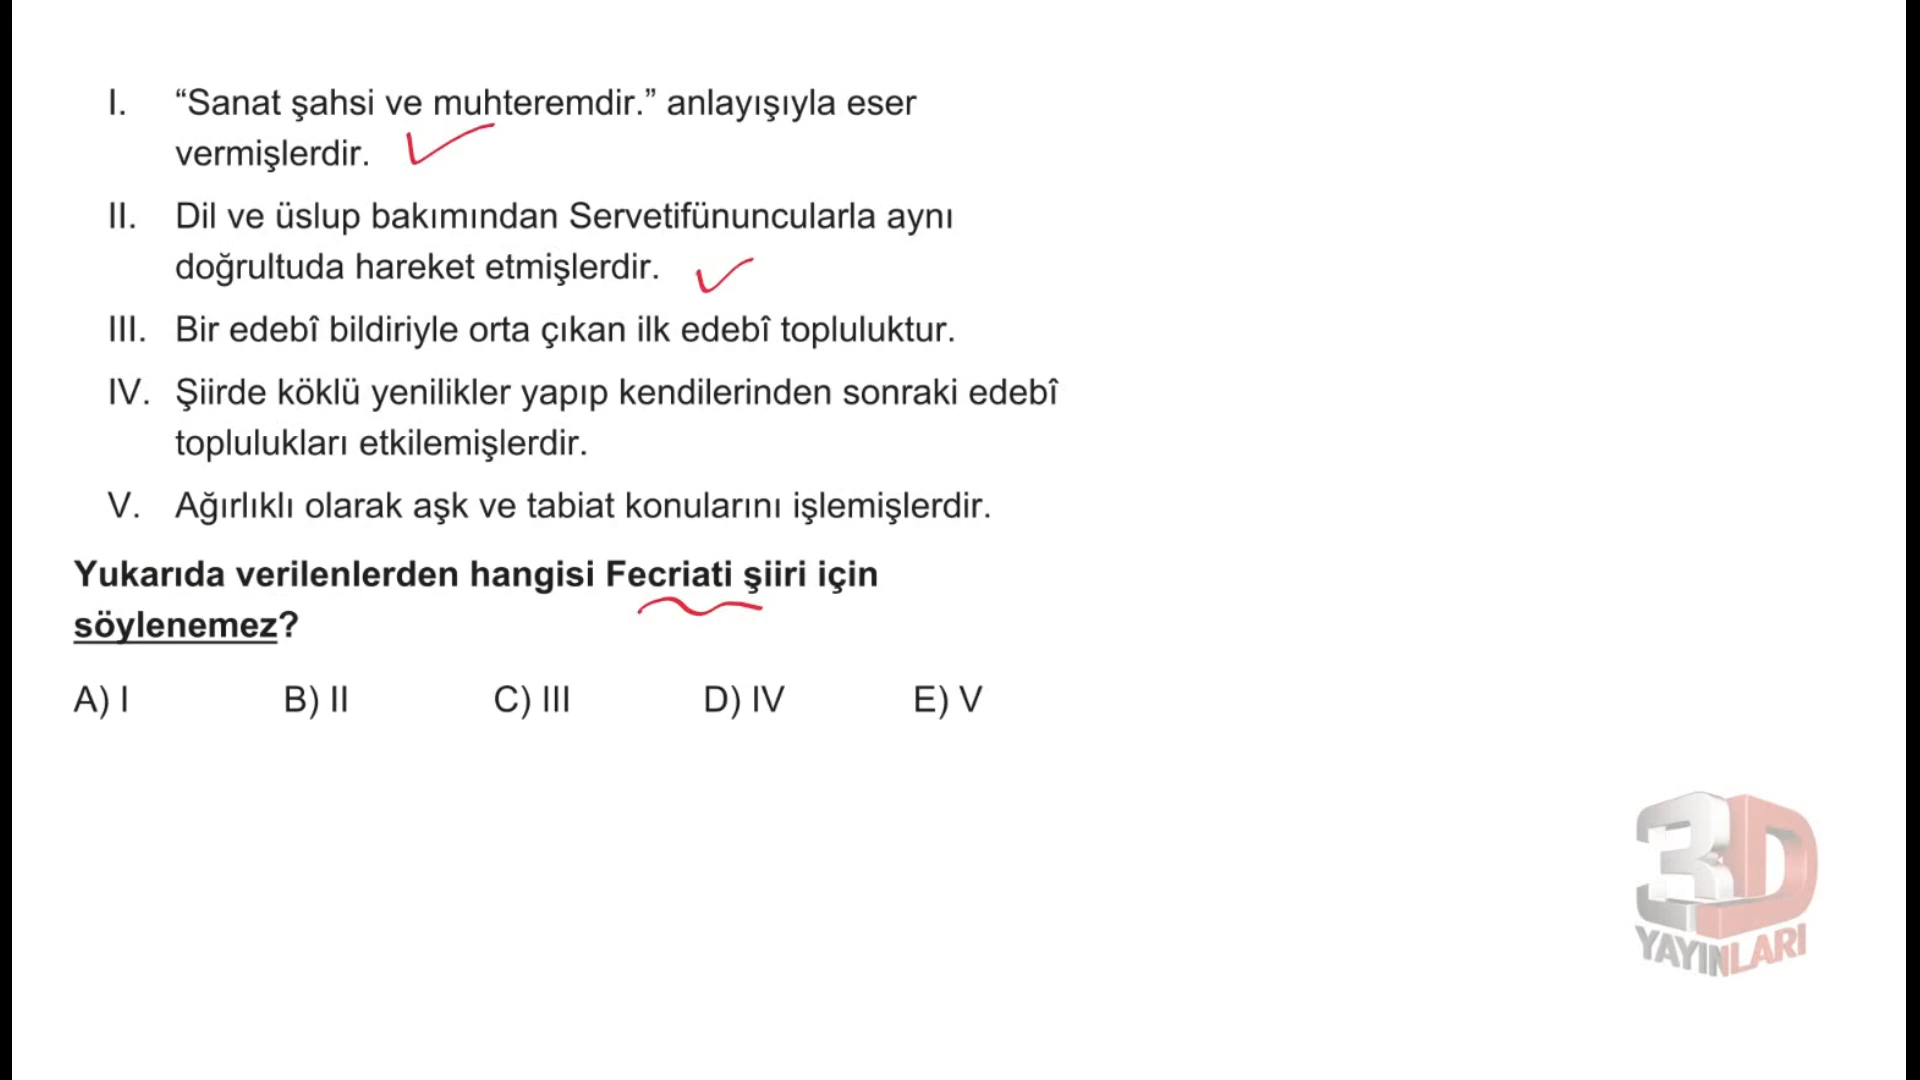 I. “Sanat şahsi ve muhteremdir.” anlayışıyla eser
vermişlerdir.
II. Dil ve üslup bakımından Servetifünuncularla aynı
doğrultuda hareket etmişlerdir.
III. Bir edebî bildiriyle orta çıkan ilk edebî topluluktur.
IV. Şiirde köklü yenilikler yapıp kendilerinden sonraki edebî
toplulukları etkilemişlerdir.
V. Ağırlıklı olarak aşk ve tabiat konularını işlemişlerdir.
Yukarıda verilenlerden hangisi Fecriati şiiri için
söylenemez?
A) I B) II C) III D) IV E) V
3D
YAYINLARI